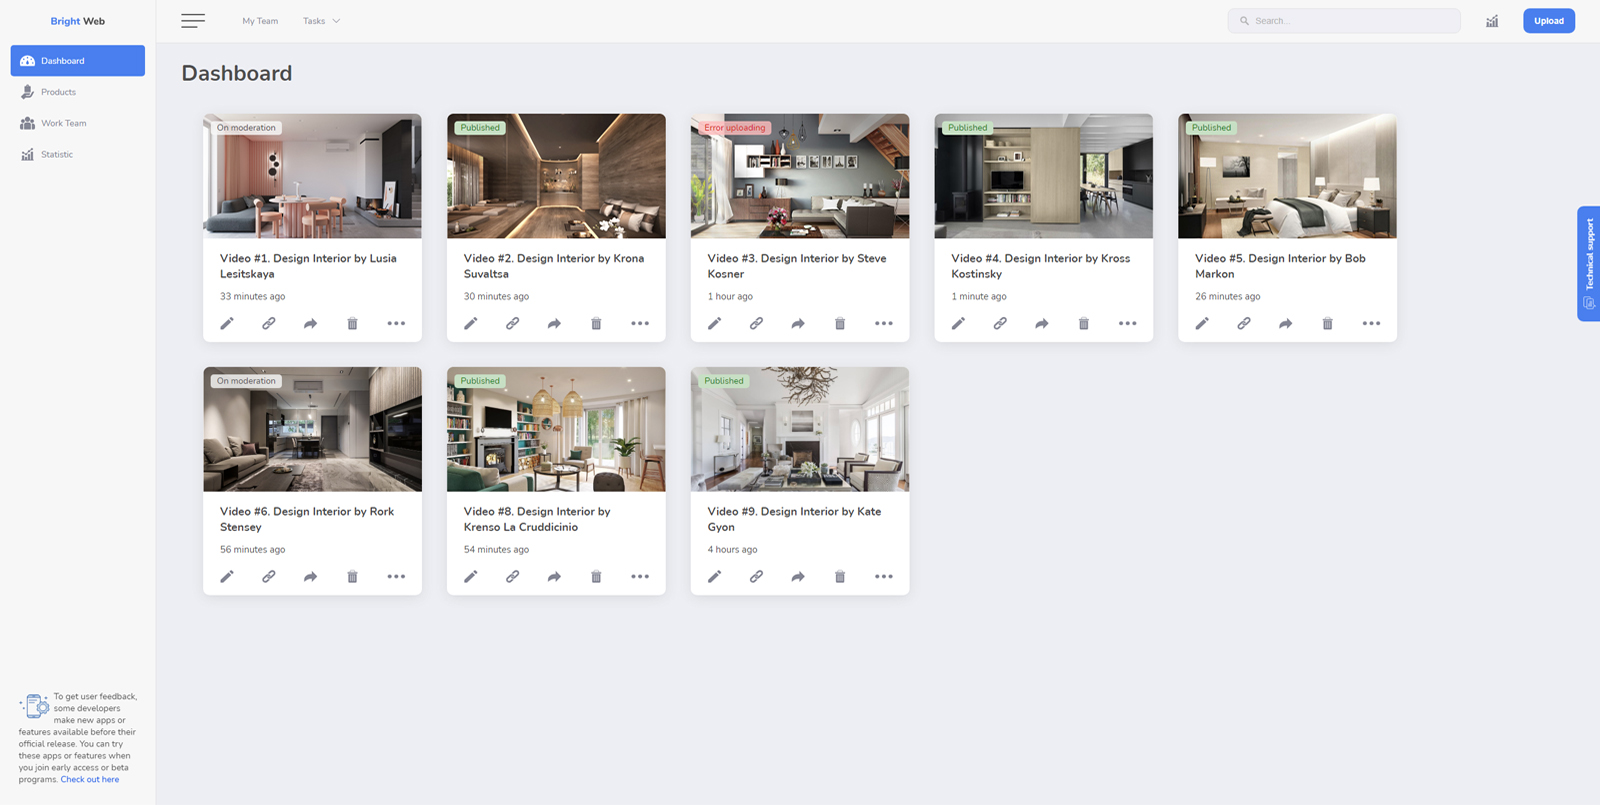 Bright Web
My Team
Tasks
Search...
Upload
Dashboard
Products
Work Team
Statistic
Dashboard
On moderation
Video #1. Design Interior by Lusia
Lesitskaya
33 minutes ago
Published
Video #2. Design Interior by Krona
Suvaltsa
30 minutes ago
Error uploading
Video #3. Design Interior by Steve
Kosner
1 hour ago
Published
Video #4. Design Interior by Kross
Kostinsky
1 minute ago
Published
Video #5. Design Interior by Bob
Markon
26 minutes ago
On moderation
Video #6. Design Interior by Rork
Stensey
56 minutes ago
Published
Video #8. Design Interior by
Krenso La Cruddicinio
54 minutes ago
Published
Video #9. Design Interior by Kate
Gyon
4 hours ago
Technical support
To get user feedback,
some developers
make new apps or
features available before their
official release. You can try
these apps or features when
you join early access or beta
programs. Check out here